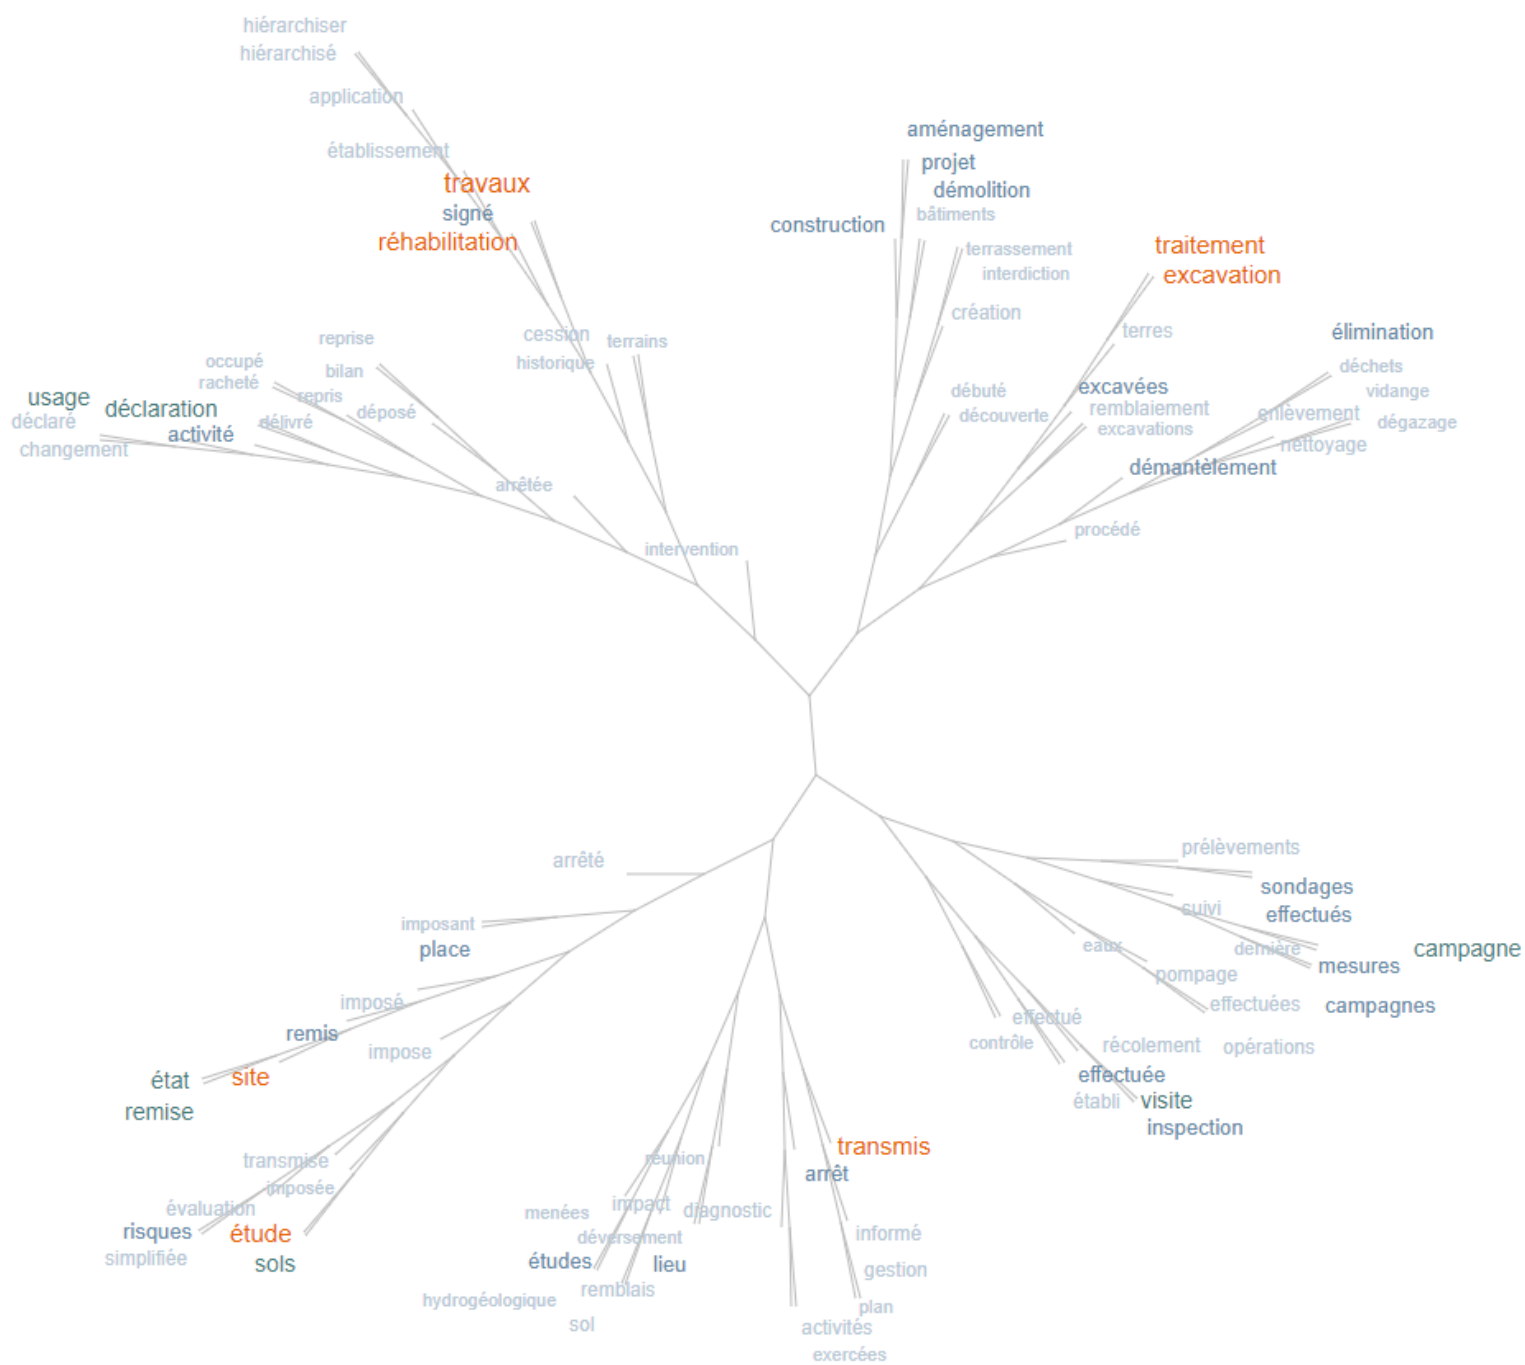 hiérarchiser
hiérarchisé
application
établissement
travaux
signé
réhabilitation
cession
historique
terrains
reprise
bilan
occupé
racheté
repris
déposé
délivré
usage
déclaration
déclaré
activité
changement
arrêtée
intervention
aménagement
projet
démolition
bâtiments
construction
terrassement
interdiction
création
débuté
découverte
traitement
excavation
terres
excavées
remblaiement
excavations
élimination
déchets
vidange
enlèvement
dégazage
nettoyage
démantèlement
procédé
arrêté
imposant
place
imposé
remis
impose
état
site
remise
transmise
imposée
évaluation
risques
étude
simplifiée
sols
réunion
menées
impact
diagnostic
déversement
études
lieu
remblais
hydrogéologique
sol
transmis
arrêt
informé
gestion
plan
activités
exercées
prélèvements
sondages
suivi
effectués
eaux
dernière
campagne
mesures
pompage
effectuées
campagnes
effectué
contrôle
récolement
opérations
effectuée
établi
visite
inspection